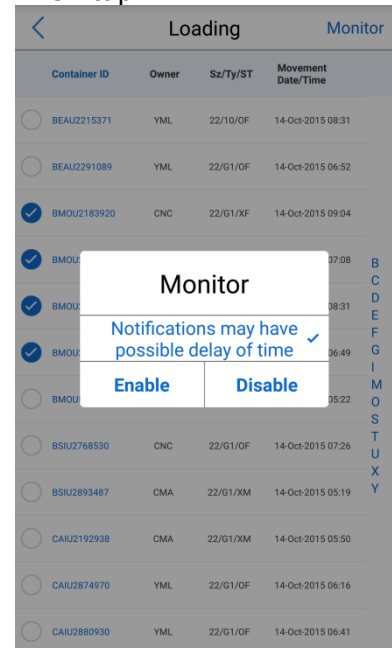 Loading Monitor
Container ID Owner Sz/Ty/ST Movement Date/Time
BEAU2215371 YML 22/10/OF 14-Oct-2015 08:31
BEAU2291089 YML 22/G1/OF 14-Oct-2015 06:52
BMOU2183920 CNC 22/G1/XF 14-Oct-2015 09:04
BMOU 07:08
BMOU 08:31
BMOU 06:49
BMOU 05:22
Monitor
Notifications may have
possible delay of time
Enable Disable
BSIU2768530 CNC 22/G1/OF 14-Oct-2015 07:26
BSIU2893487 CMA 22/G1/XM 14-Oct-2015 05:19
CAIU2192938 CMA 22/G1/XM 14-Oct-2015 05:50
CAIU2874970 YML 22/G1/OF 14-Oct-2015 06:16
CAIU2880930 YML 22/G1/OF 14-Oct-2015 06:41
B
C
D
E
F
G
I
M
O
S
T
U
X
Y